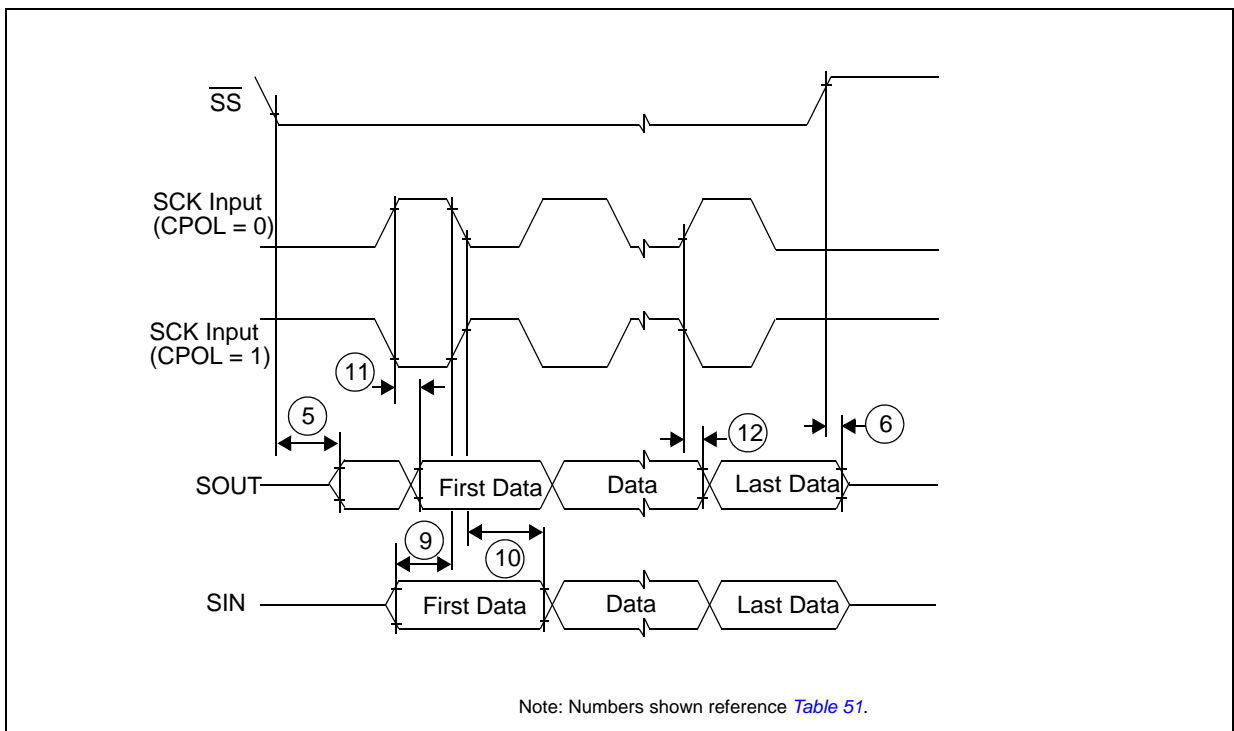 SS
SCK Input
(CPOL = 0)
SCK Input
(CPOL = 1)
11
5
12
6
SOUT
First Data
Data
Last Data
9
10
SIN
First Data
Data
Last Data
Note: Numbers shown reference Table 51.